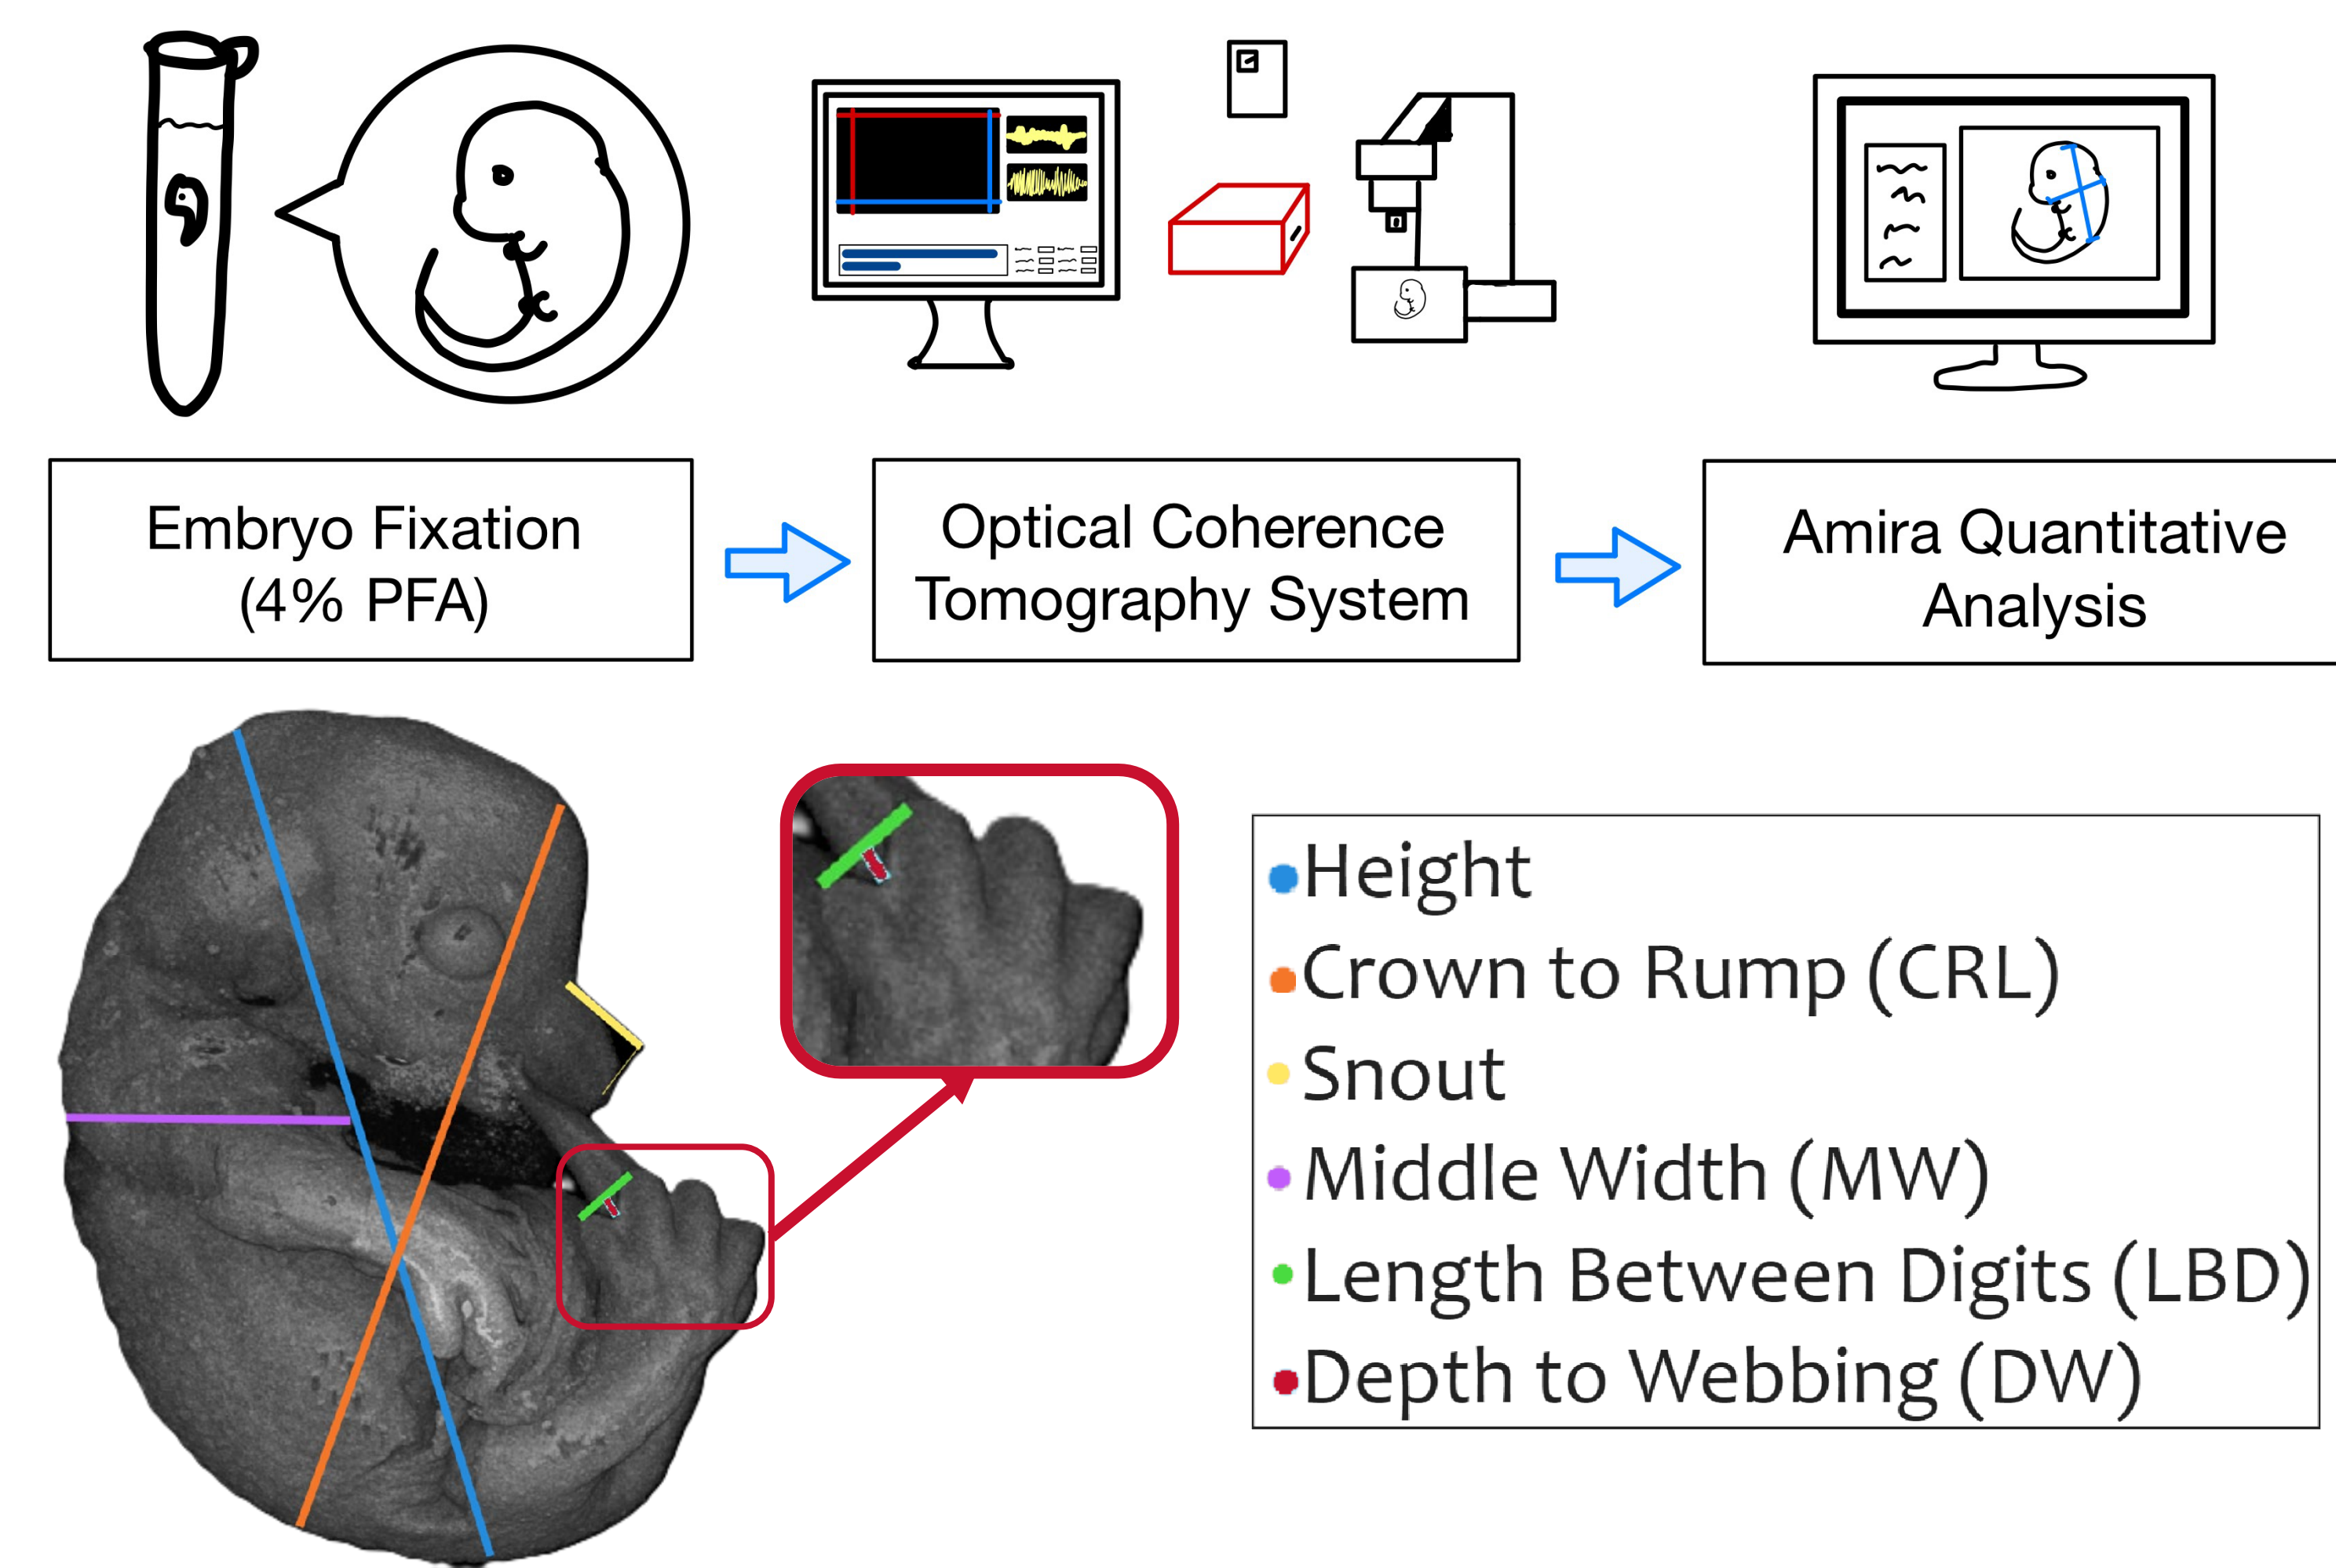 Embryo Fixation
(4% PFA)
Optical Coherence
Tomography System
Amira Quantitative
Analysis
Height
Crown to Rump (CRL)
Snout
Middle Width (MW)
Length Between Digits (LBD)
Depth to Webbing (DW)